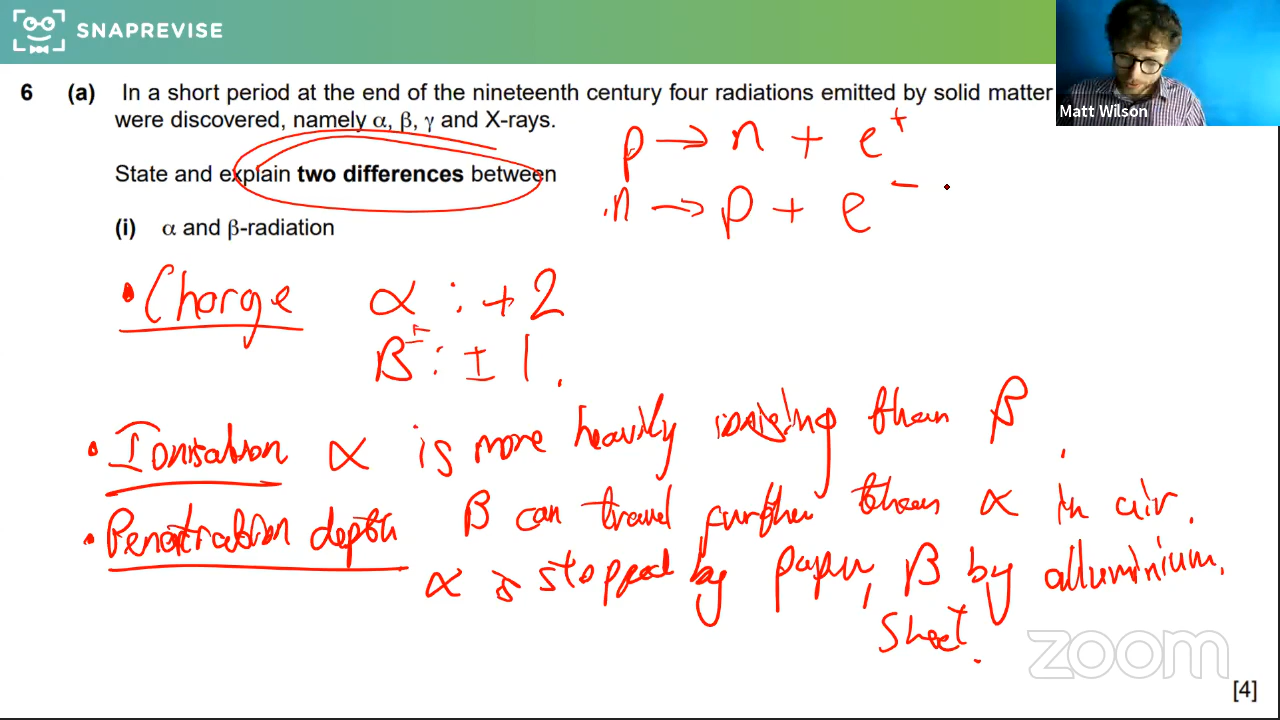 SNAPREVISE
Matt Wilson
6 (a) In a short period at the end of the nineteenth century four radiations emitted by solid matter
were discovered, namely α, β, γ and X-rays.
p → n + e⁺
State and explain two differences between
n → p + e⁻
(i) α and β-radiation
• Charge α : +2
β± : ± 1.
• Ionisation α is more heavily ionising than β.
• Penetration depth β can travel further than α in air.
α is stopped by paper, β by alluminium
sheet.
zoom
[4]